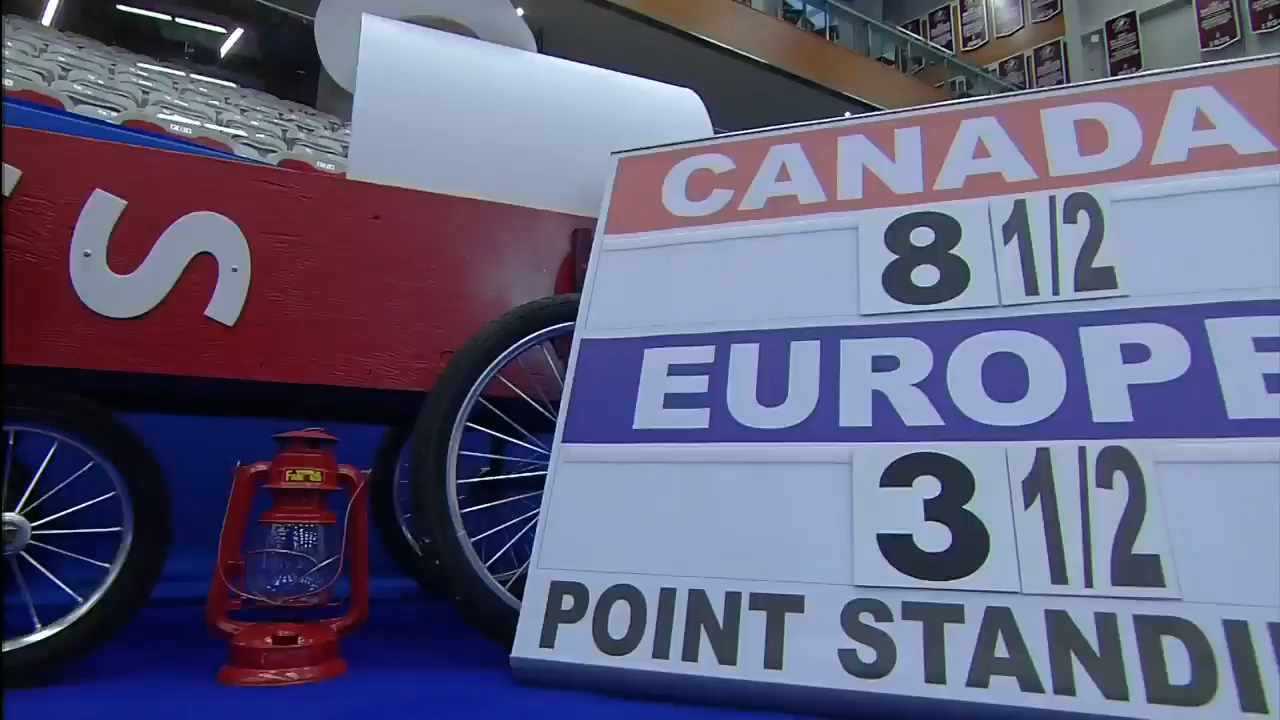 S
CANADA
8 1/2
EUROPE
3 1/2
POINT STANDI